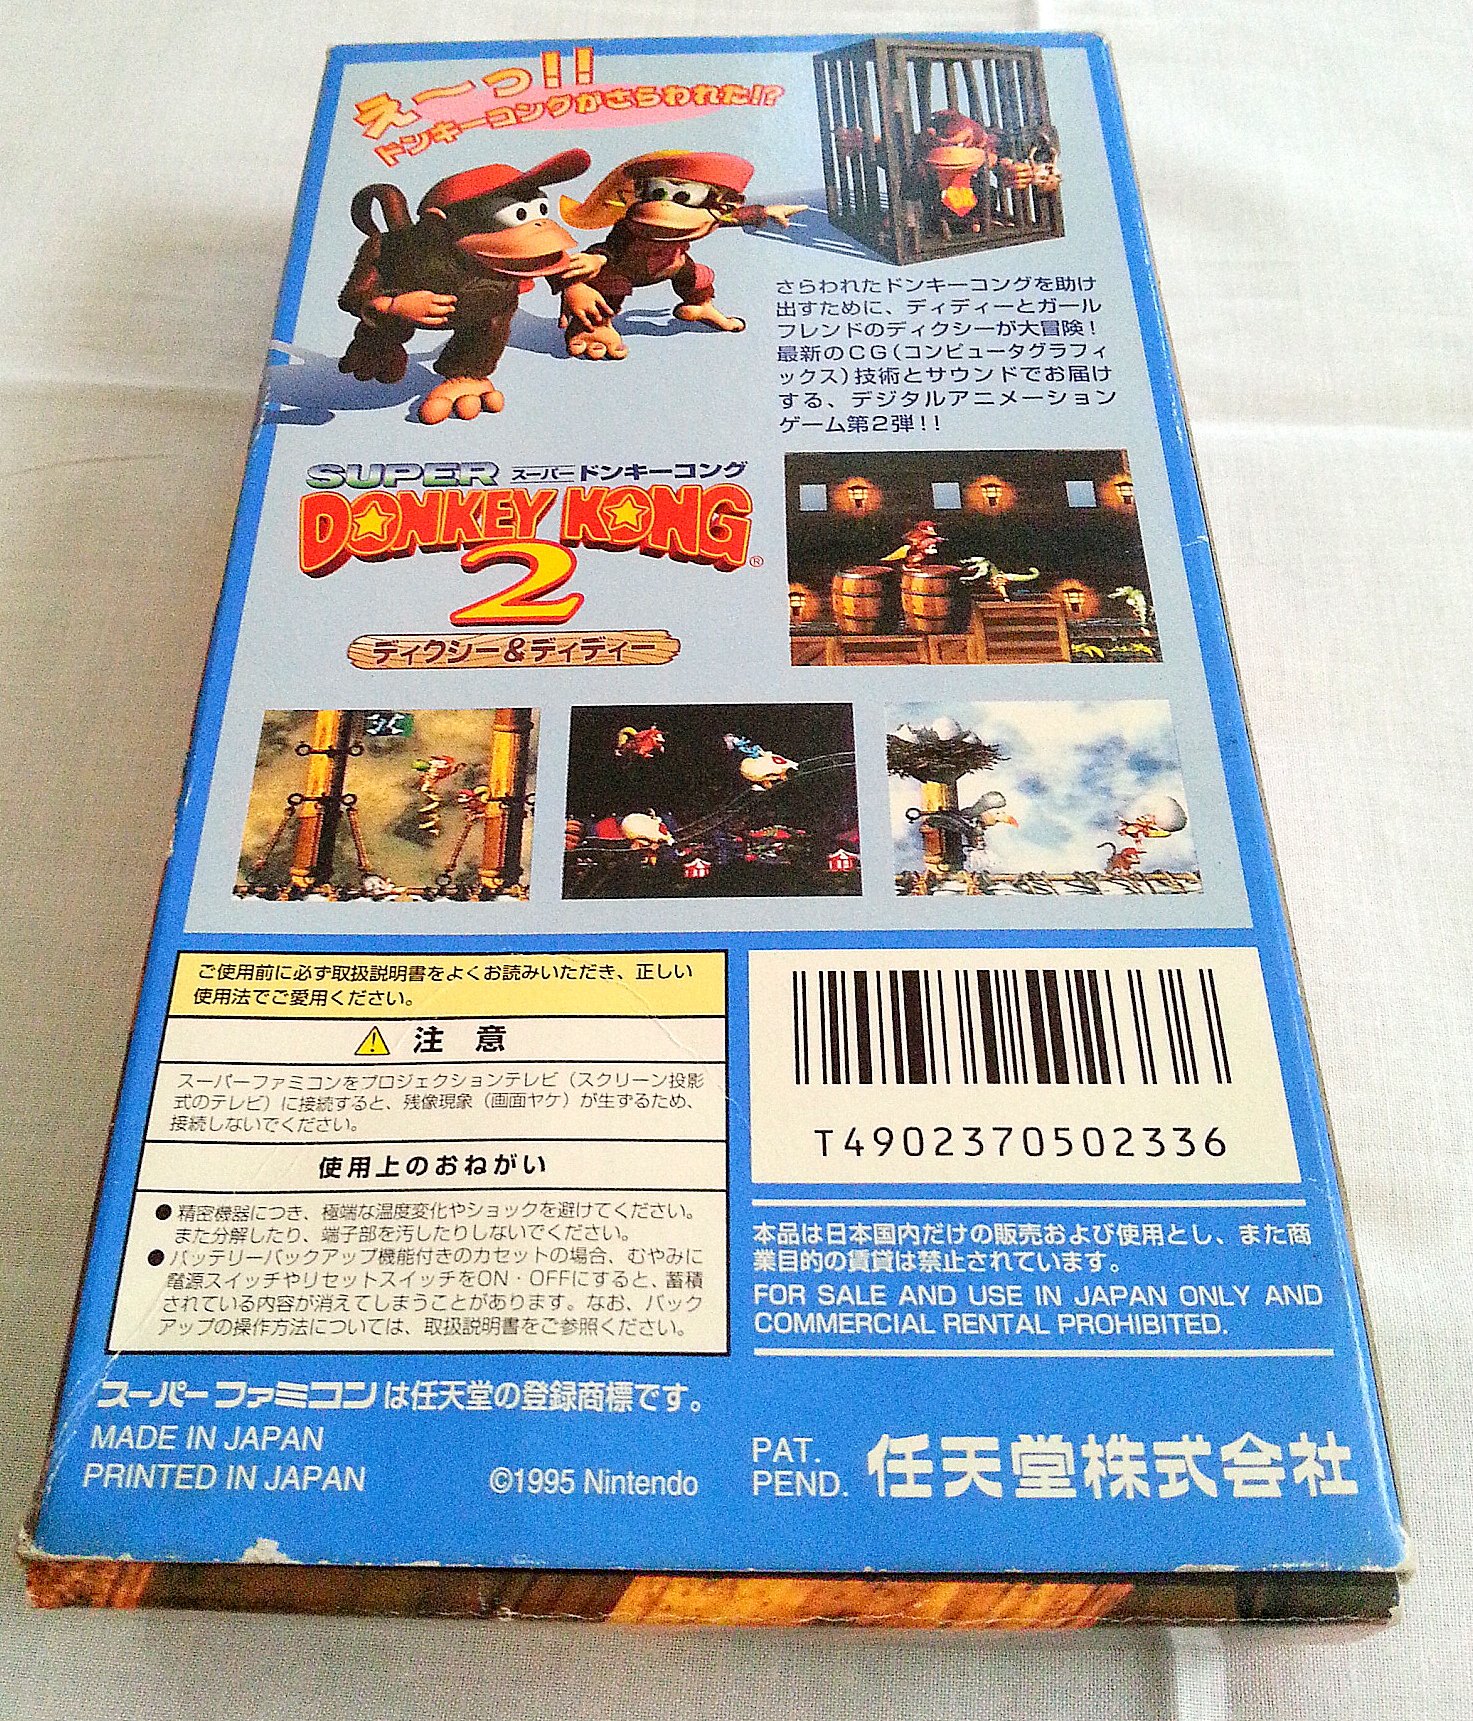 え〜っ!!
ドンキーコングがさらわれた!?
さらわれたドンキーコングを助け
出すために、ディディーとガール
フレンドのディクシーが大冒険！
最新のCG(コンピュータグラフィ
ックス)技術とサウンドでお届け
する、デジタルアニメーション
ゲーム第2弾!!
SUPER スーパードンキーコング
DONKEY KONG®
2
ディクシー&ディディー
ご使用前に必ず取扱説明書をよくお読みいただき、正しい
使用法でご愛用ください。
⚠ 注 意
スーパーファミコンをプロジェクションテレビ（スクリーン投影
式のテレビ）に接続すると、残像現象（画面ヤケ）が生ずるため、
接続しないでください。
使用上のおねがい
●精密機器につき、極端な温度変化やショックを避けてください。
また分解したり、端子部を汚したりしないでください。
●バッテリーバックアップ機能付きのカセットの場合、むやみに
電源スイッチやリセットスイッチをON・OFFにすると、蓄積
されている内容が消えてしまうことがあります。なお、バック
アップの操作方法については、取扱説明書をご参照ください。
T4902370502336
本品は日本国内だけの販売および使用とし、また商
業目的の賃貸は禁止されています。
FOR SALE AND USE IN JAPAN ONLY AND
COMMERCIAL RENTAL PROHIBITED.
スーパーファミコンは任天堂の登録商標です。
MADE IN JAPAN
PRINTED IN JAPAN
©1995 Nintendo
PAT.
PEND.
任天堂株式会社